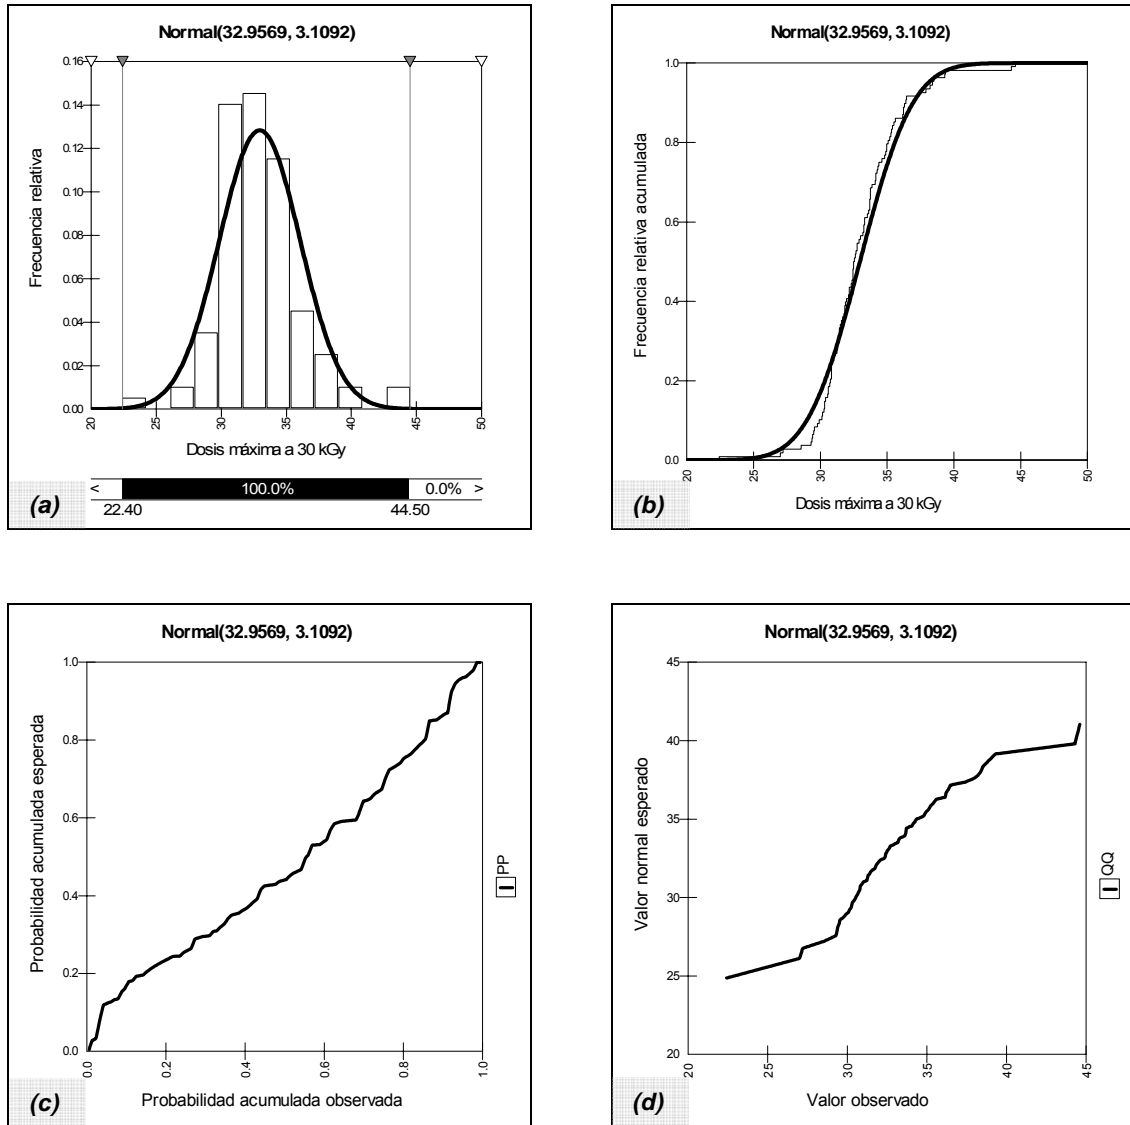 Normal(32.9569, 3.1092)
0.16
0.14
0.12
0.10
0.08
0.06
0.04
0.02
0.00
Frecuencia relativa
20
25
30
35
40
45
50
Dosis máxima a 30 kGy
< 100.0% 0.0% >
22.40 44.50
(a)
Normal(32.9569, 3.1092)
1.0
0.8
0.6
0.4
0.2
0.0
Frecuencia relativa acumulada
20
25
30
35
40
45
50
Dosis máxima a 30 kGy
(b)
Normal(32.9569, 3.1092)
1.0
0.8
0.6
0.4
0.2
0.0
Probabilidad acumulada esperada
0.0
0.2
0.4
0.6
0.8
1.0
Probabilidad acumulada observada
PP
(c)
Normal(32.9569, 3.1092)
45
40
35
30
25
20
Valor normal esperado
20
25
30
35
40
45
Valor observado
QQ
(d)